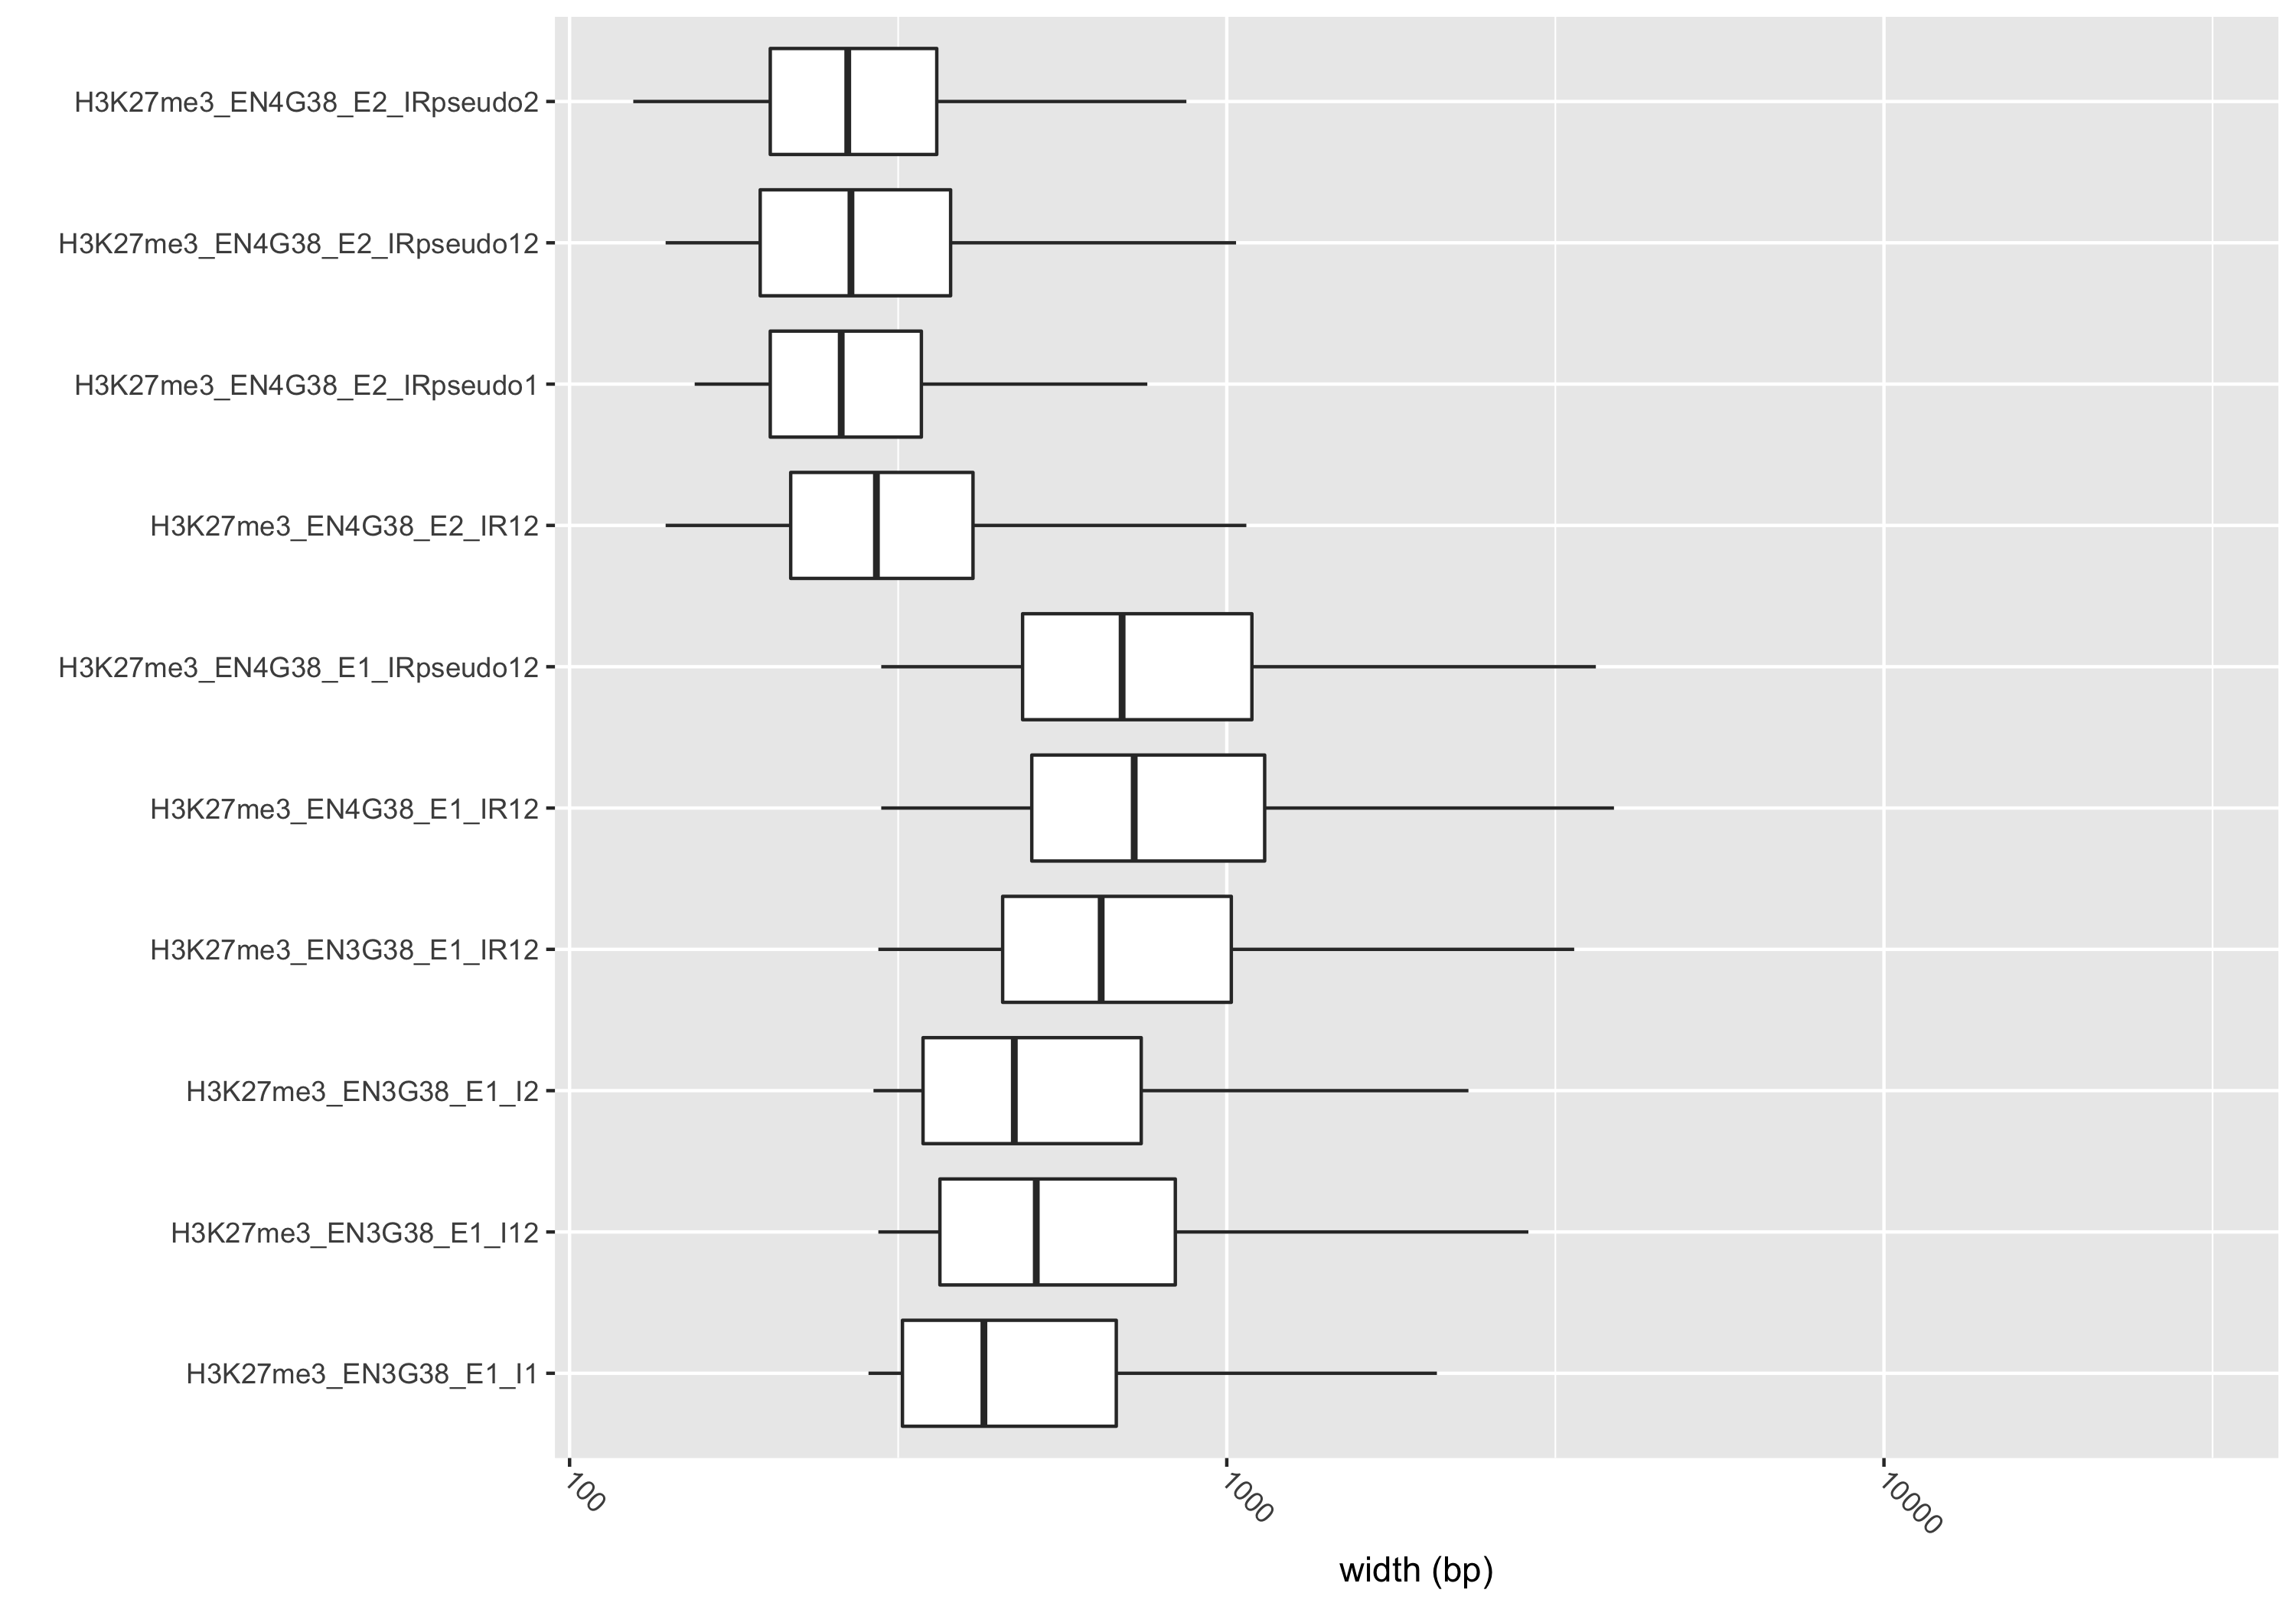 H3K27me3_EN4G38_E2_IRpseudo2
H3K27me3_EN4G38_E2_IRpseudo12
H3K27me3_EN4G38_E2_IRpseudo1
H3K27me3_EN4G38_E2_IR12
H3K27me3_EN4G38_E1_IRpseudo12
H3K27me3_EN4G38_E1_IR12
H3K27me3_EN3G38_E1_IR12
H3K27me3_EN3G38_E1_I2
H3K27me3_EN3G38_E1_I12
H3K27me3_EN3G38_E1_I1
100 1000 10000
width (bp)